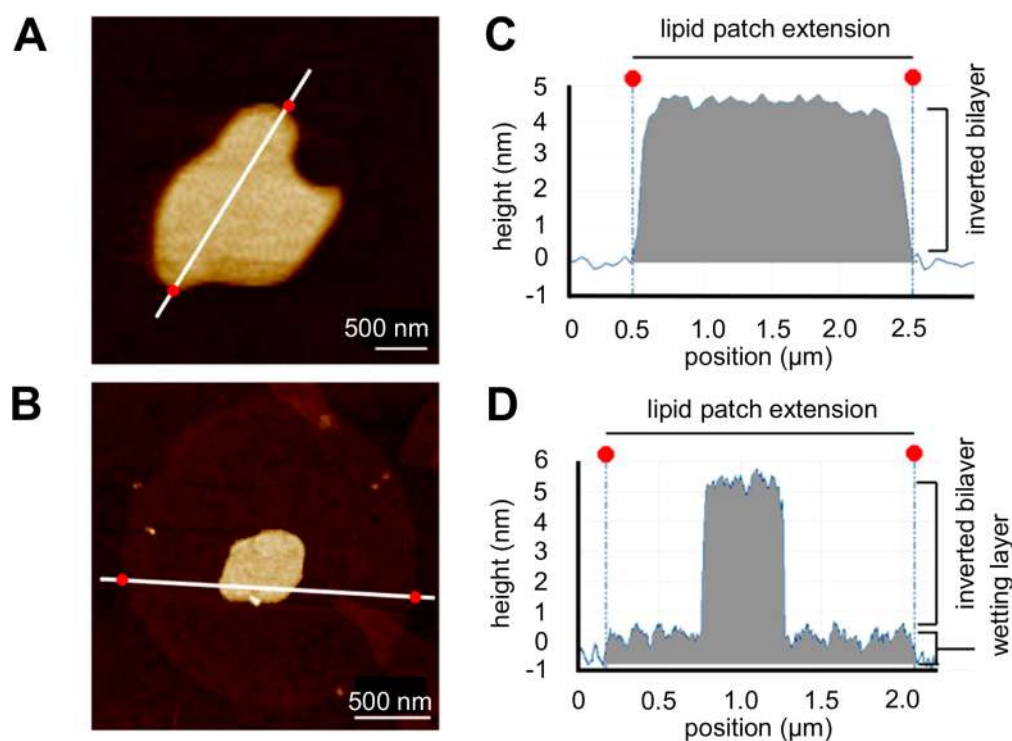 A
500 nm
C
lipid patch extension
5
4
3
2
1
0
-1
height (nm)
0 0.5 1.0 1.5 2.0 2.5
position (µm)
inverted bilayer
B
500 nm
D
lipid patch extension
6
5
4
3
2
1
0
-1
height (nm)
0 0.5 1.0 1.5 2.0
position (µm)
inverted bilaver
wetting layer